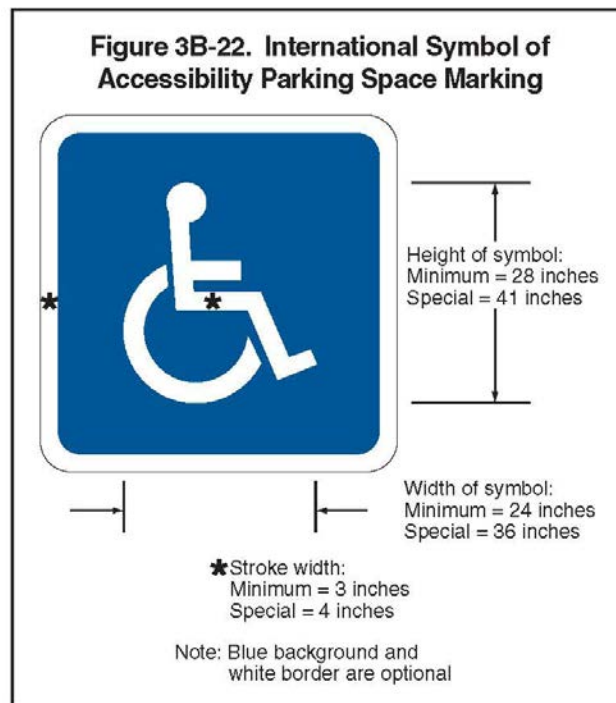 Figure 3B-22. International Symbol of
Accessibility Parking Space Marking
Height of symbol:
Minimum = 28 inches
Special = 41 inches
Width of symbol:
Minimum = 24 inches
Special = 36 inches
* Stroke width:
Minimum = 3 inches
Special = 4 inches
Note: Blue background and
white border are optional